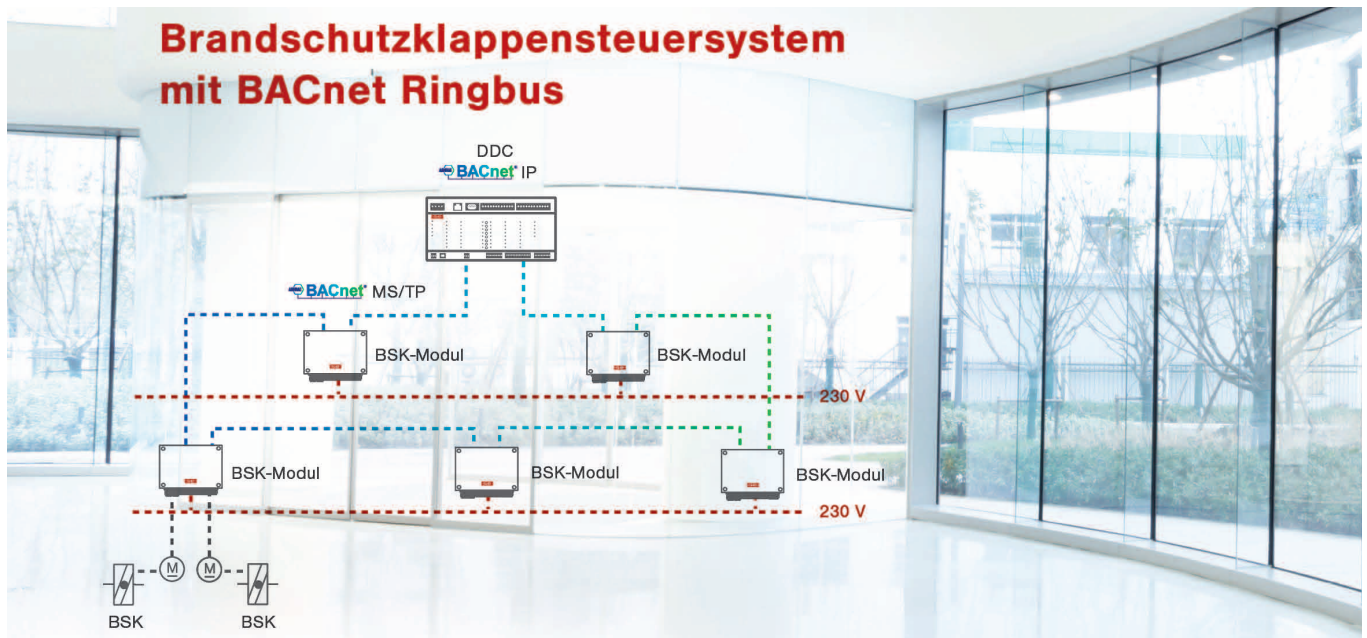 Brandschutzklappensteuersystem
mit BACnet Ringbus
DDC
BACnet® IP
BACnet® MS/TP
BSK-Modul
BSK-Modul
230 V
BSK-Modul
BSK-Modul
BSK-Modul
230 V
M
M
BSK
BSK